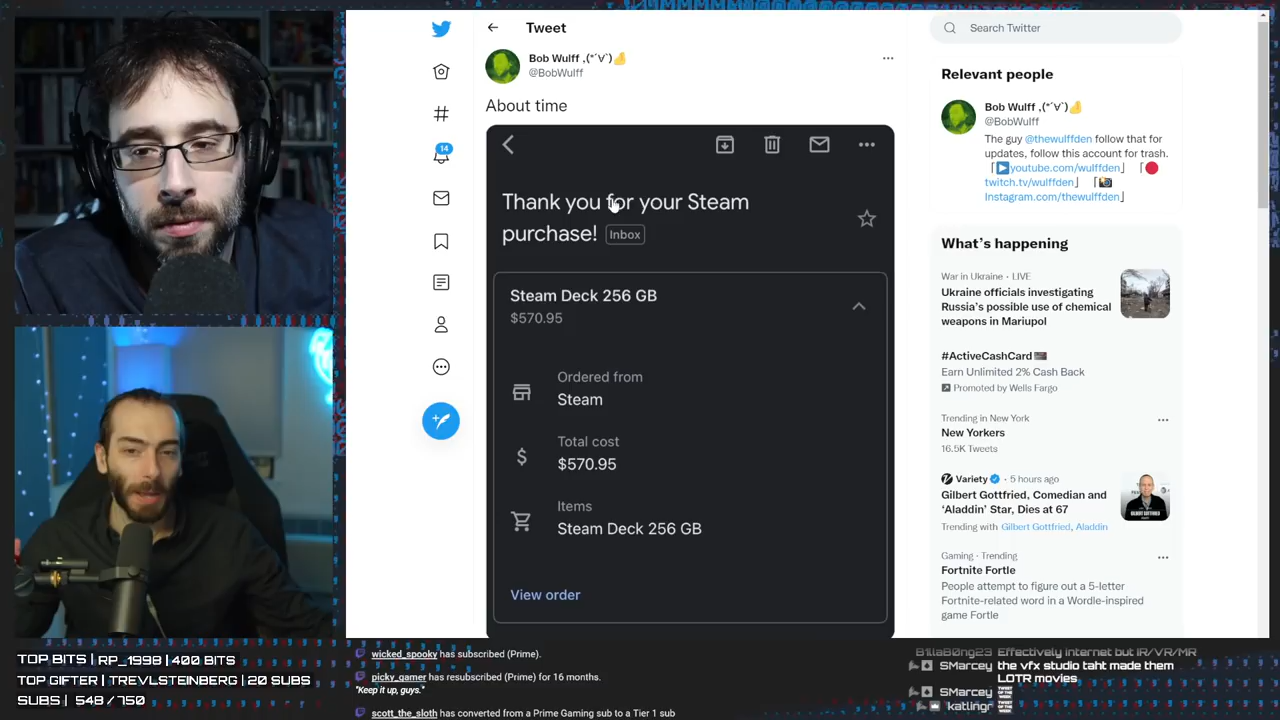 Tweet
Bob Wulff ,(*´∀`)🫵
@BobWulff
About time
Thank you for your Steam
purchase! Inbox
Steam Deck 256 GB
$570.95
Ordered from
Steam
Total cost
$570.95
Items
Steam Deck 256 GB
View order
14
Search Twitter
Relevant people
Bob Wulff ,(*´∀`)
@BobWulff
The guy @thewulffden follow that for
updates, follow this account for trash.
「▶youtube.com/wulffden」 「🔴
twitch.tv/wulffden」 「📷
Instagram.com/thewulffden」
What's happening
War in Ukraine · LIVE
Ukraine officials investigating
Russia's possible use of chemical
weapons in Mariupol
#ActiveCashCard
Earn Unlimited 2% Cash Back
Promoted by Wells Fargo
Trending in New York
New Yorkers
16.5K Tweets
Variety · 5 hours ago
Gilbert Gottfried, Comedian and
‘Aladdin’ Star, Dies at 67
Trending with Gilbert Gottfried, Aladdin
Gaming · Trending
Fortnite Fortle
People attempt to figure out a 5-letter
Fortnite-related word in a Wordle-inspired
game Fortle
TOP BITS | RP_1998 | 400 BITS
TOP GIFTER | TREVLSTEINBERG | 20 SUBS
SUBS | 548 / 750
wicked_spooky has subscribed (Prime).
picky_gamer has resubscribed (Prime) for 16 months.
"Keep it up, guys."
scott_the_sloth has converted from a Prime Gaming sub to a Tier 1 sub
Effectively internet but IR/VR/MR
SMarcey the vfx studio taht made them
LOTR movies
SMarcey
katlingr